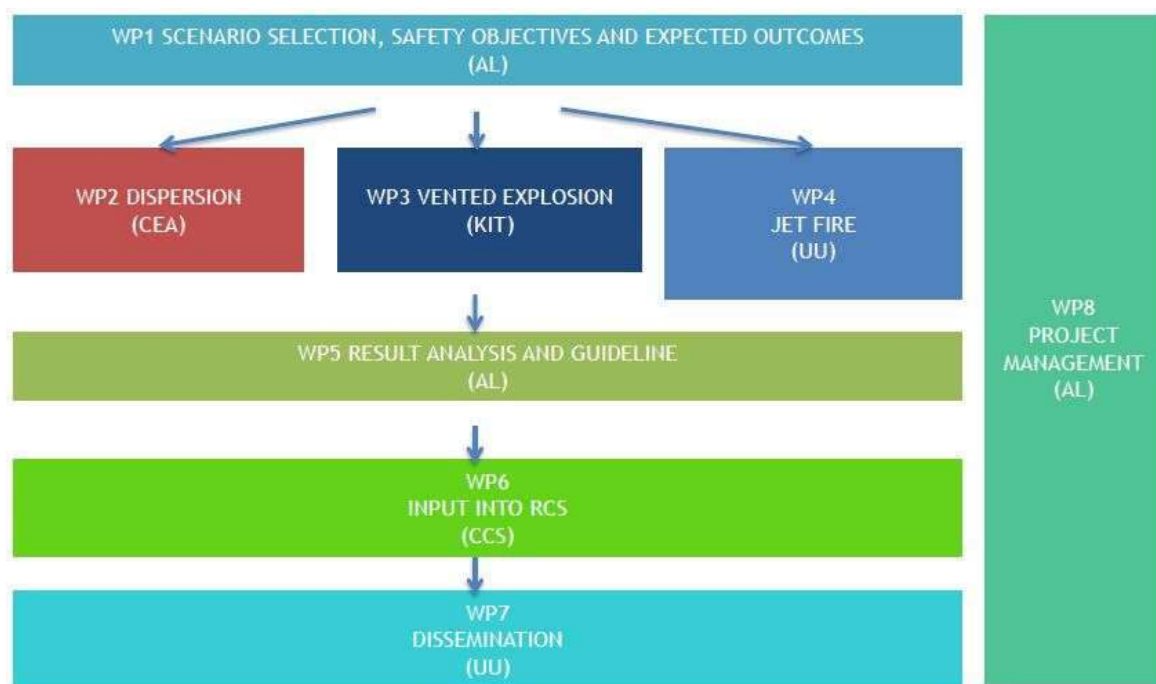 WP1 SCENARIO SELECTION, SAFETY OBJECTIVES AND EXPECTED OUTCOMES
(AL)
WP2 DISPERSION
(CEA)
WP3 VENTED EXPLOSION
(KIT)
WP4
JET FIRE
(UU)
WP5 RESULT ANALYSIS AND GUIDELINE
(AL)
WP6
INPUT INTO RCS
(CCS)
WP7
DISSEMINATION
(UU)
WP8
PROJECT
MANAGEMENT
(AL)